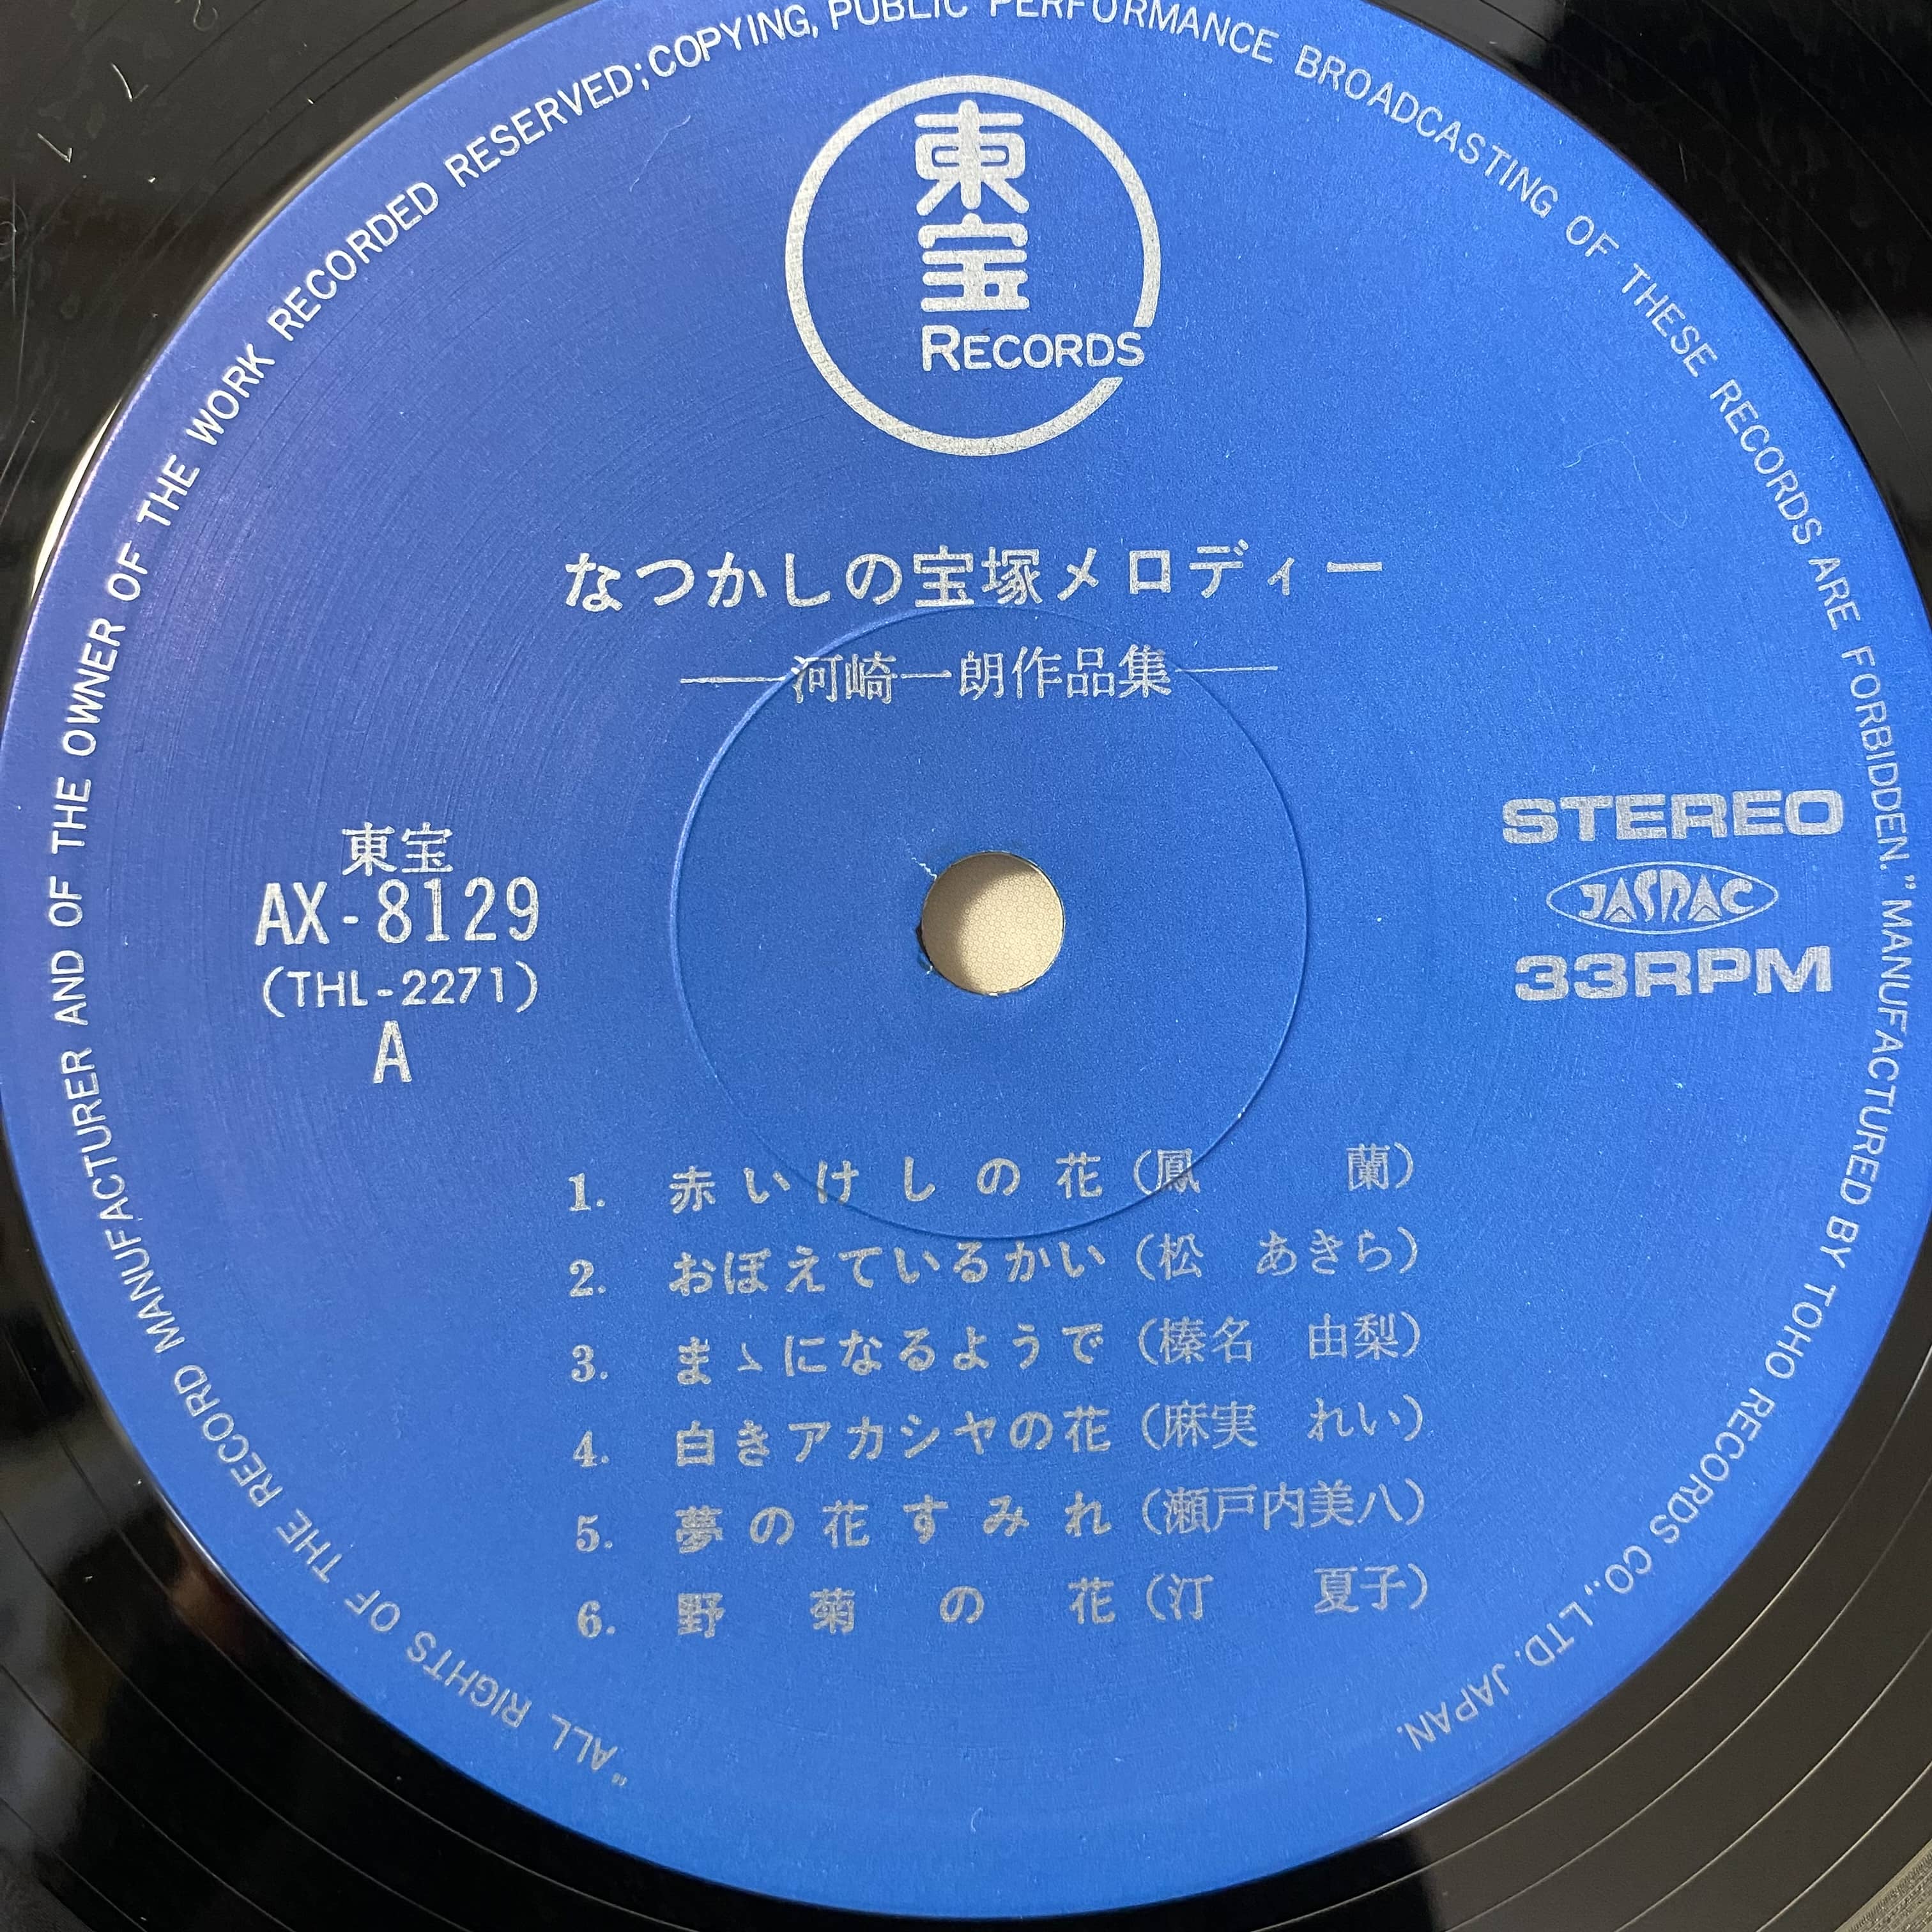 東宝
RECORDS
なつかしの宝塚メロディー
―河崎一朗作品集―
東宝
AX-8129
(THL-2271)
A
STEREO
JASRAC
33RPM
1. 赤いけしの花(鳳 蘭)
2. おぼえているかい(松 あきら)
3. まゝになるようで(榛名 由梨)
4. 白きアカシヤの花(麻実 れい)
5. 夢の花すみれ(瀬戸内美八)
6. 野菊の花(汀 夏子)
"ALL RIGHTS OF THE RECORD MANUFACTURER AND OF THE OWNER OF THE WORK RECORDED RESERVED; COPYING, PUBLIC PERFORMANCE BROADCASTING OF THESE RECORDS ARE FORBIDDEN." MANUFACTURED BY TOHO RECORDS CO., LTD. JAPAN.